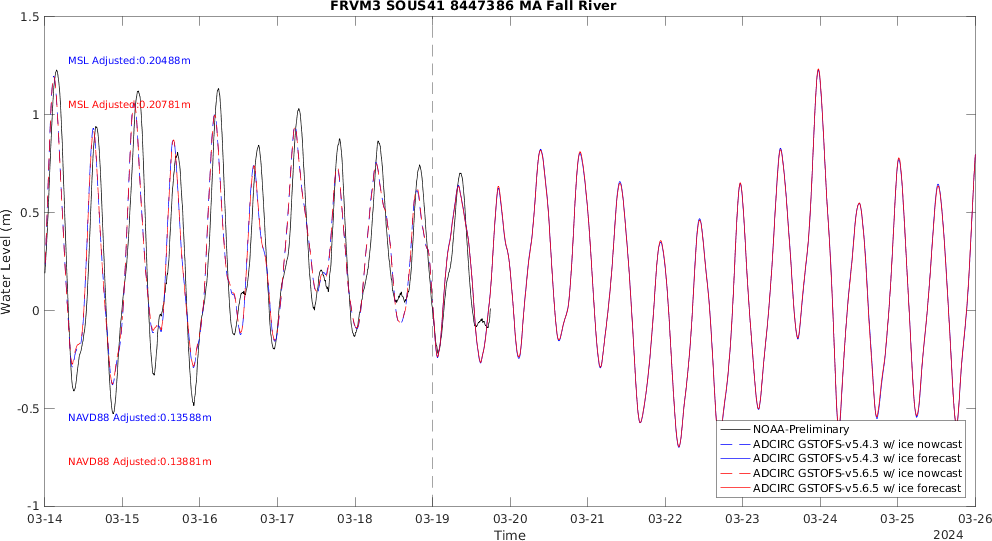 FRVM3 SOUS41 8447386 MA Fall River
1.5
MSL Adjusted:0.20488m
MSL Adjusted:0.20781m
1
0.5
Water Level (m)
0
-0.5
NAVD88 Adjusted:0.13588m
NAVD88 Adjusted:0.13881m
NOAA-Preliminary
ADCIRC GSTOFS-v5.4.3 w/ ice nowcast
ADCIRC GSTOFS-v5.4.3 w/ ice forecast
ADCIRC GSTOFS-v5.6.5 w/ ice nowcast
ADCIRC GSTOFS-v5.6.5 w/ ice forecast
-1
03-14 03-15 03-16 03-17 03-18 03-19 03-20 03-21 03-22 03-23 03-24 03-25 03-26
Time
2024